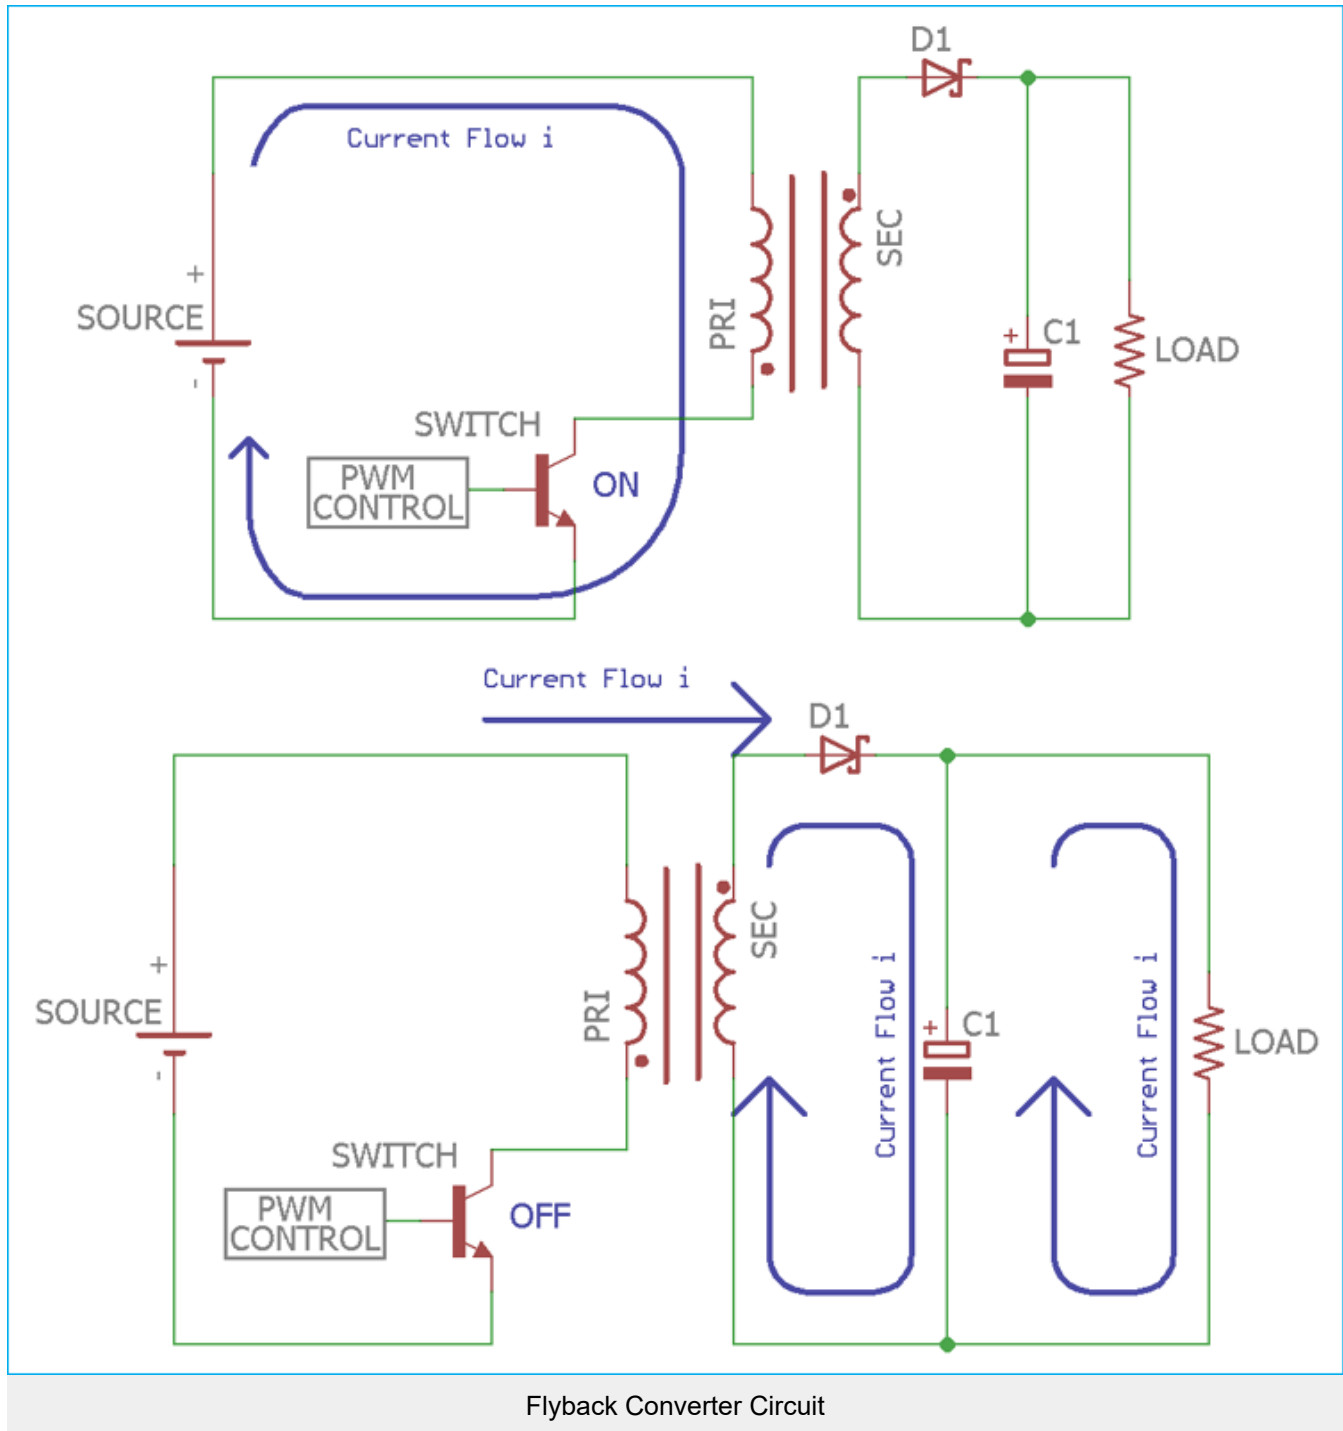 D1
Current Flow i
SEC
+
SOURCE
-
PRI
+
C1
LOAD
SWITCH
PWM
CONTROL
ON
Current Flow i
D1
SEC
+
SOURCE
-
PRI
Current Flow i
+
C1
Current Flow i
LOAD
SWITCH
PWM
CONTROL
OFF
Flyback Converter Circuit